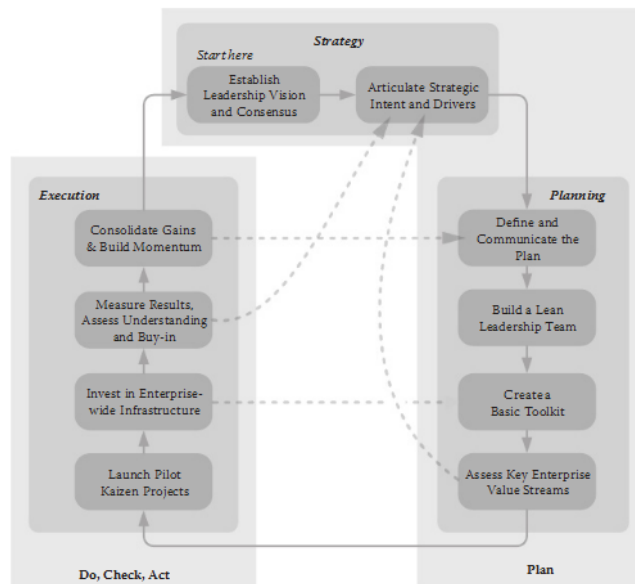 Strategy
Start here
Establish
Leadership Vision
and Consensus
Articulate Strategic
Intent and Drivers
Execution
Consolidate Gains
& Build Momentum
Measure Results,
Assess Understanding
and Buy-in
Invest in Enterprise-
wide Infrastructure
Launch Pilot
Kaizen Projects
Planning
Define and
Communicate the
Plan
Build a Lean
Leadership Team
Create a
Basic Toolkit
Assess Key Enterprise
Value Streams
Do, Check, Act
Plan